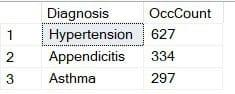 Diagnosis OccCount
1 Hypertension 627
2 Appendicitis 334
3 Asthma 297